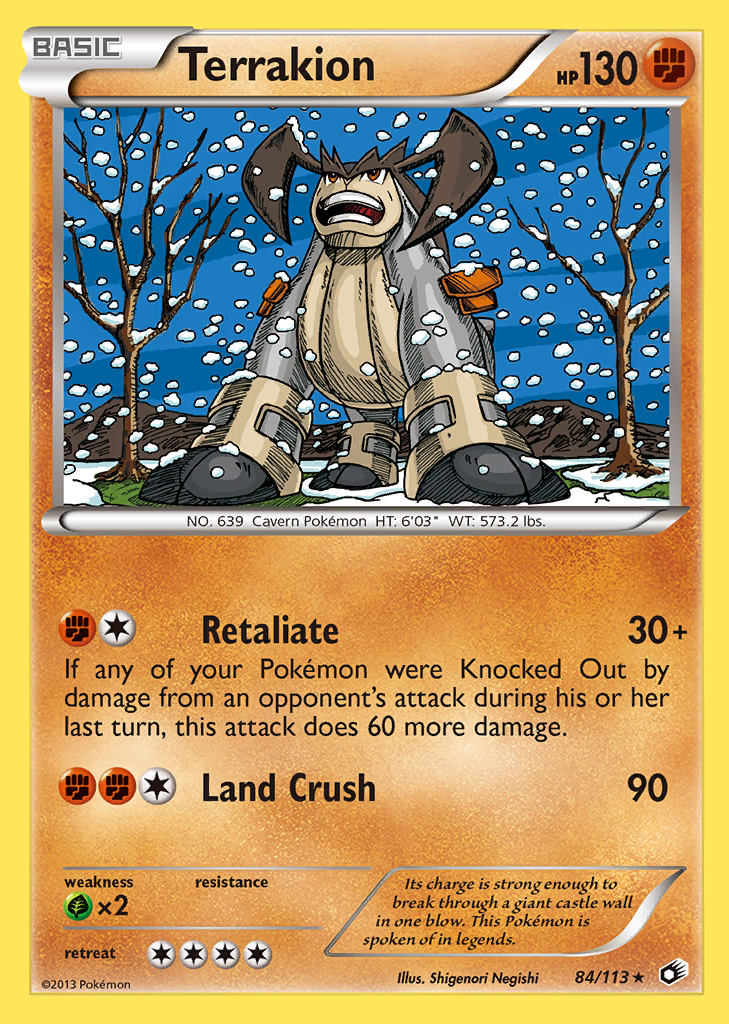 BASIC
Terrakion
HP130
NO. 639 Cavern Pokémon HT: 6'03" WT: 573.2 lbs.
Retaliate 30+
If any of your Pokémon were Knocked Out by
damage from an opponent's attack during his or her
last turn, this attack does 60 more damage.
Land Crush 90
weakness resistance
×2
Its charge is strong enough to
break through a giant castle wall
in one blow. This Pokémon is
spoken of in legends.
retreat
©2013 Pokémon
Illus. Shigenori Negishi
84/113 ★